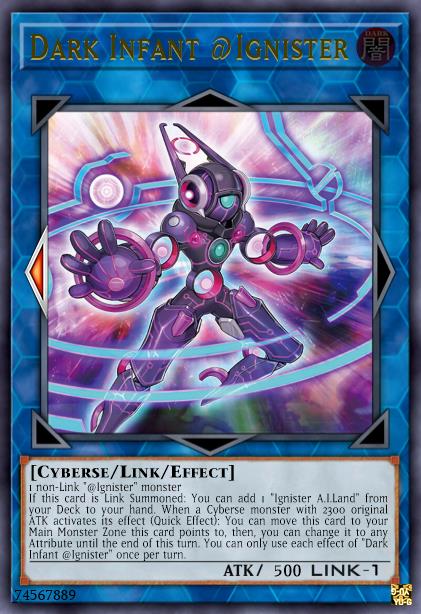 DARK INFANT @IGNISTER
DARK
闇
[CYBERSE/LINK/EFFECT]
1 non-Link "@Ignister" monster
If this card is Link Summoned: You can add 1 "Ignister A.I.Land" from
your Deck to your hand. When a Cyberse monster with 2300 original
ATK activates its effect (Quick Effect): You can move this card to your
Main Monster Zone this card points to, then, you can change it to any
Attribute until the end of this turn. You can only use each effect of "Dark
Infant @Ignister" once per turn.
ATK/ 500 LINK-1
74567889